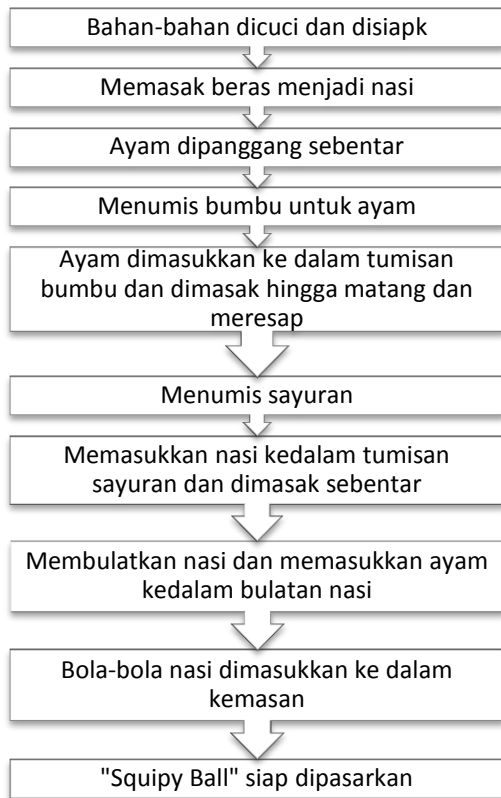 Bahan-bahan dicuci dan disiapk
Memasak beras menjadi nasi
Ayam dipanggang sebentar
Menumis bumbu untuk ayam
Ayam dimasukkan ke dalam tumisan
bumbu dan dimasak hingga matang dan
meresap
Menumis sayuran
Memasukkan nasi kedalam tumisan
sayuran dan dimasak sebentar
Membulatkan nasi dan memasukkan ayam
kedalam bulatan nasi
Bola-bola nasi dimasukkan ke dalam
kemasan
"Squipy Ball" siap dipasarkan